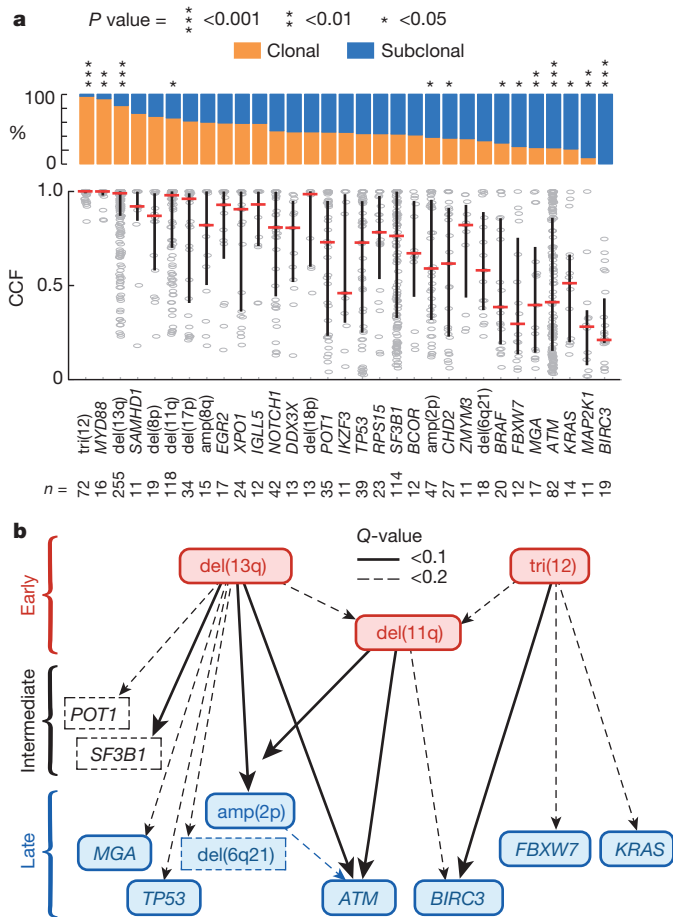 a
P value = *** <0.001 ** <0.01 * <0.05
Clonal Subclonal
*** ** *** * * * * * ** *** * ** ***
100
%
0
1.0
CCF
0.5
0
tri(12) MYD88 del(13q) SAMHD1 del(8p) del(11q) del(17p) amp(8q) EGR2 XPO1 IGLL5 NOTCH1 DDX3X del(18p) POT1 IKZF3 TP53 RPS15 SF3B1 BCOR amp(2p) CHD2 ZMYM3 del(6q21) BRAF FBXW7 MGA ATM KRAS MAP2K1 BIRC3
n = 72 16 255 11 19 118 34 15 17 24 12 42 13 13 35 11 39 23 114 12 47 27 11 18 20 12 17 82 14 11 19
b
Q-value
<0.1
<0.2
Early
del(13q) tri(12)
del(11q)
Intermediate
POT1
SF3B1
Late
amp(2p)
MGA del(6q21) FBXW7 KRAS
TP53 ATM BIRC3